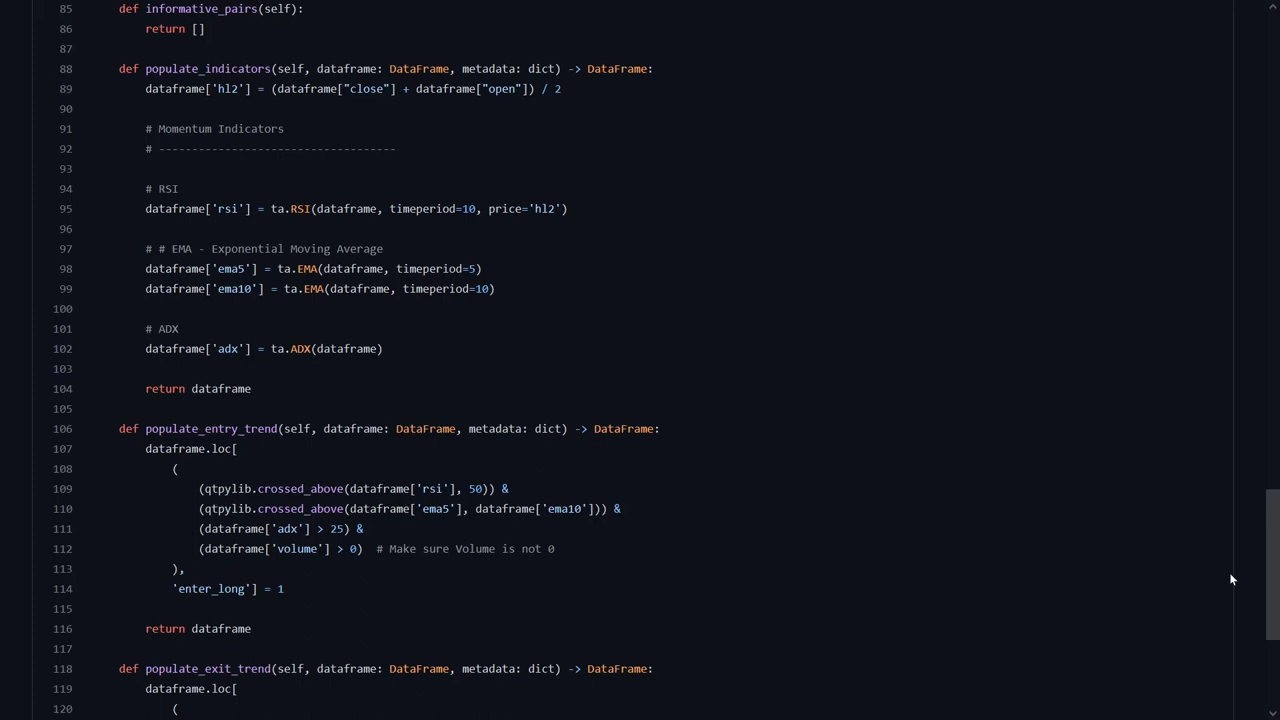 85 def informative_pairs(self):
86 return []
87
88 def populate_indicators(self, dataframe: DataFrame, metadata: dict) -> DataFrame:
89 dataframe['hl2'] = (dataframe["close"] + dataframe["open"]) / 2
90
91 # Momentum Indicators
92 # ------------------------------------
93
94 # RSI
95 dataframe['rsi'] = ta.RSI(dataframe, timeperiod=10, price='hl2')
96
97 # # EMA - Exponential Moving Average
98 dataframe['ema5'] = ta.EMA(dataframe, timeperiod=5)
99 dataframe['ema10'] = ta.EMA(dataframe, timeperiod=10)
100
101 # ADX
102 dataframe['adx'] = ta.ADX(dataframe)
103
104 return dataframe
105
106 def populate_entry_trend(self, dataframe: DataFrame, metadata: dict) -> DataFrame:
107 dataframe.loc[
108 (
109 (qtpylib.crossed_above(dataframe['rsi'], 50)) &
110 (qtpylib.crossed_above(dataframe['ema5'], dataframe['ema10'])) &
111 (dataframe['adx'] > 25) &
112 (dataframe['volume'] > 0) # Make sure Volume is not 0
113 ),
114 'enter_long'] = 1
115
116 return dataframe
117
118 def populate_exit_trend(self, dataframe: DataFrame, metadata: dict) -> DataFrame:
119 dataframe.loc[
120 (